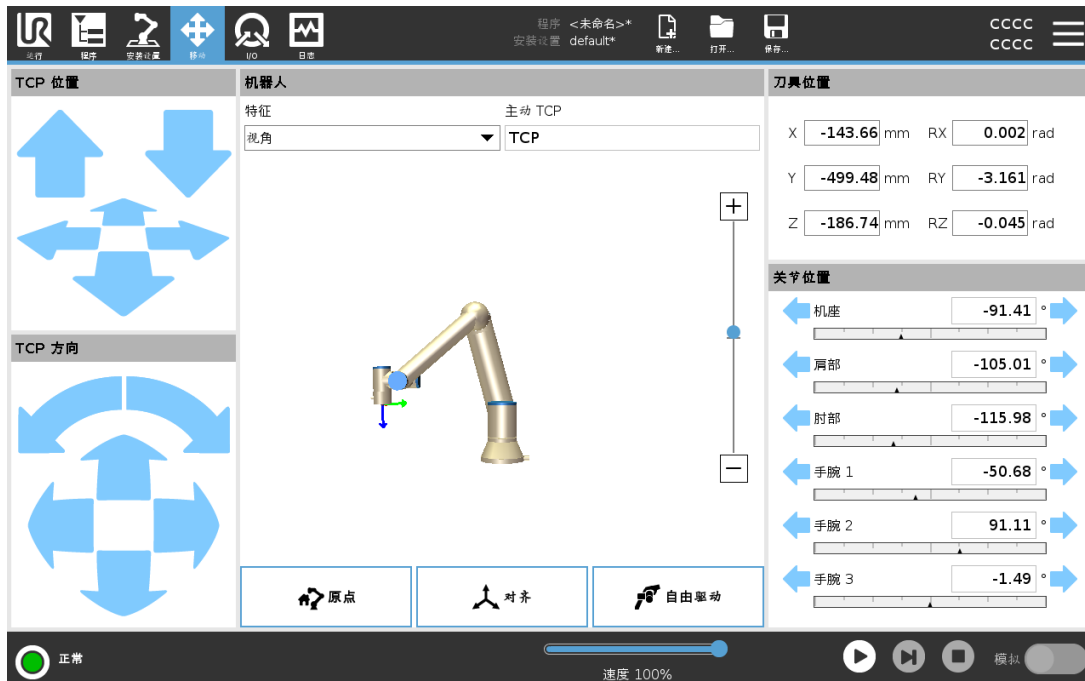 程序 <未命名>*
安装设置 default*
CCCC
CCCC
运行 程序 安装设置 移动 I/O 日志 新建... 打开... 保存...
TCP 位置
机器人
刀具位置
特征
主动 TCP
视角
TCP
X -143.66 mm RX 0.002 rad
Y -499.48 mm RY -3.161 rad
Z -186.74 mm RZ -0.045 rad
关节位置
机座 -91.41 °
肩部 -105.01 °
肘部 -115.98 °
手腕 1 -50.68 °
手腕 2 91.11 °
手腕 3 -1.49 °
TCP 方向
原点
对齐
自由驱动
正常
速度 100%
模拟